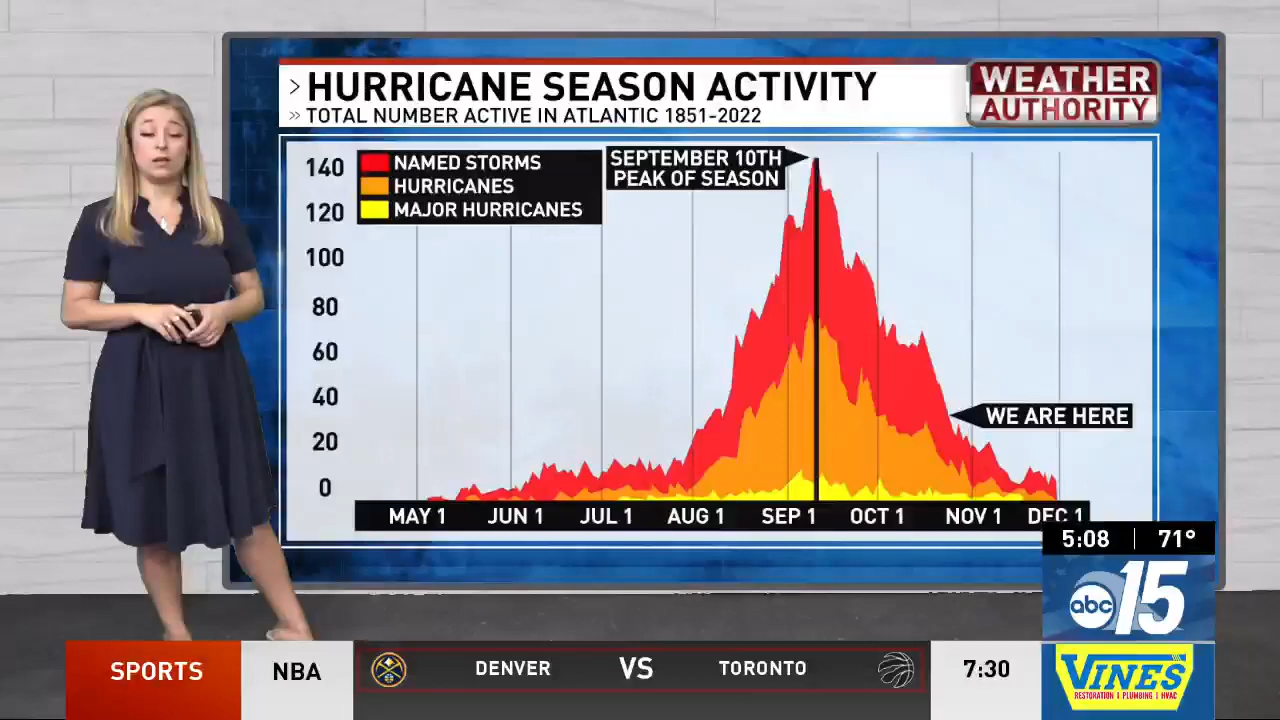 > HURRICANE SEASON ACTIVITY
» TOTAL NUMBER ACTIVE IN ATLANTIC 1851-2022
WEATHER
AUTHORITY
NAMED STORMS
HURRICANES
MAJOR HURRICANES
SEPTEMBER 10TH
PEAK OF SEASON
140
120
100
80
60
40
20
0
WE ARE HERE
MAY 1 JUN 1 JUL 1 AUG 1 SEP 1 OCT 1 NOV 1 DEC 1
5:08 71°
abc 15
SPORTS NBA DENVER VS TORONTO 7:30
VINES
RESTORATION | PLUMBING | HVAC